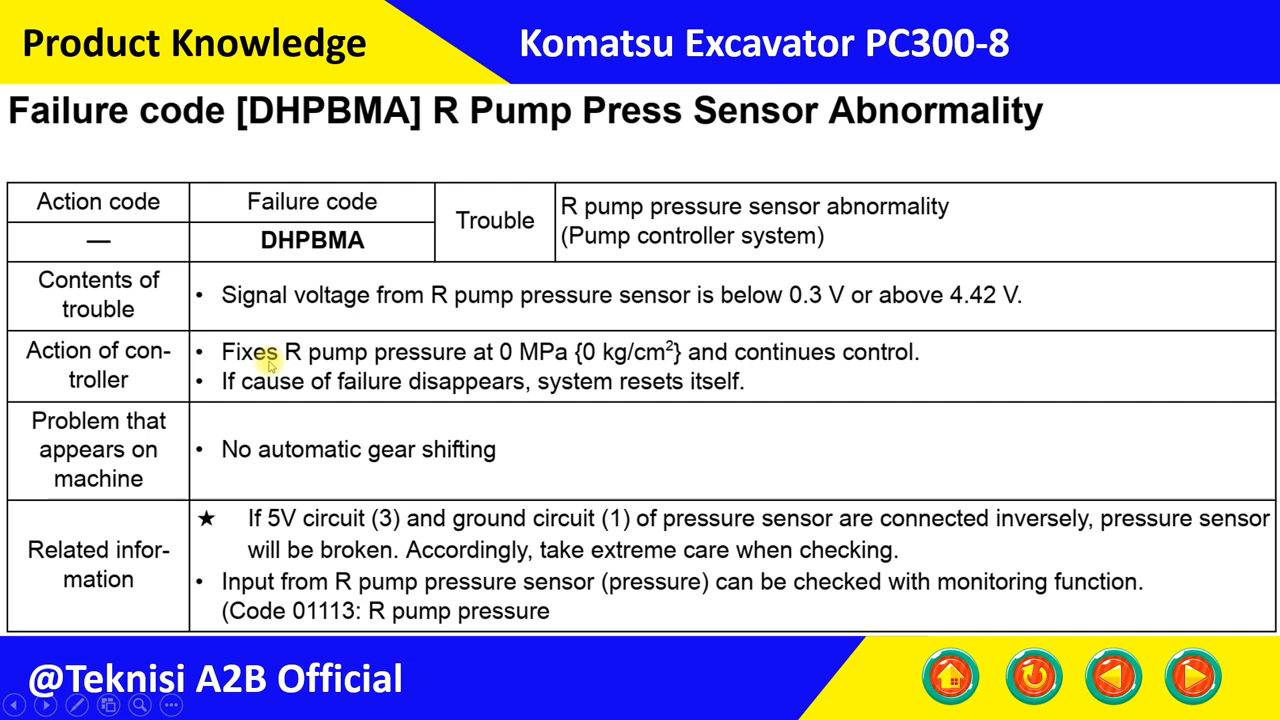 Product Knowledge
Komatsu Excavator PC300-8
Failure code [DHPBMA] R Pump Press Sensor Abnormality
Action code
Failure code
Trouble
R pump pressure sensor abnormality
(Pump controller system)
—
DHPBMA
Contents of
trouble
• Signal voltage from R pump pressure sensor is below 0.3 V or above 4.42 V.
Action of con-
troller
• Fixes R pump pressure at 0 MPa {0 kg/cm²} and continues control.
• If cause of failure disappears, system resets itself.
Problem that
appears on
machine
• No automatic gear shifting
Related infor-
mation
★ If 5V circuit (3) and ground circuit (1) of pressure sensor are connected inversely, pressure sensor
will be broken. Accordingly, take extreme care when checking.
• Input from R pump pressure sensor (pressure) can be checked with monitoring function.
(Code 01113: R pump pressure
@Teknisi A2B Official